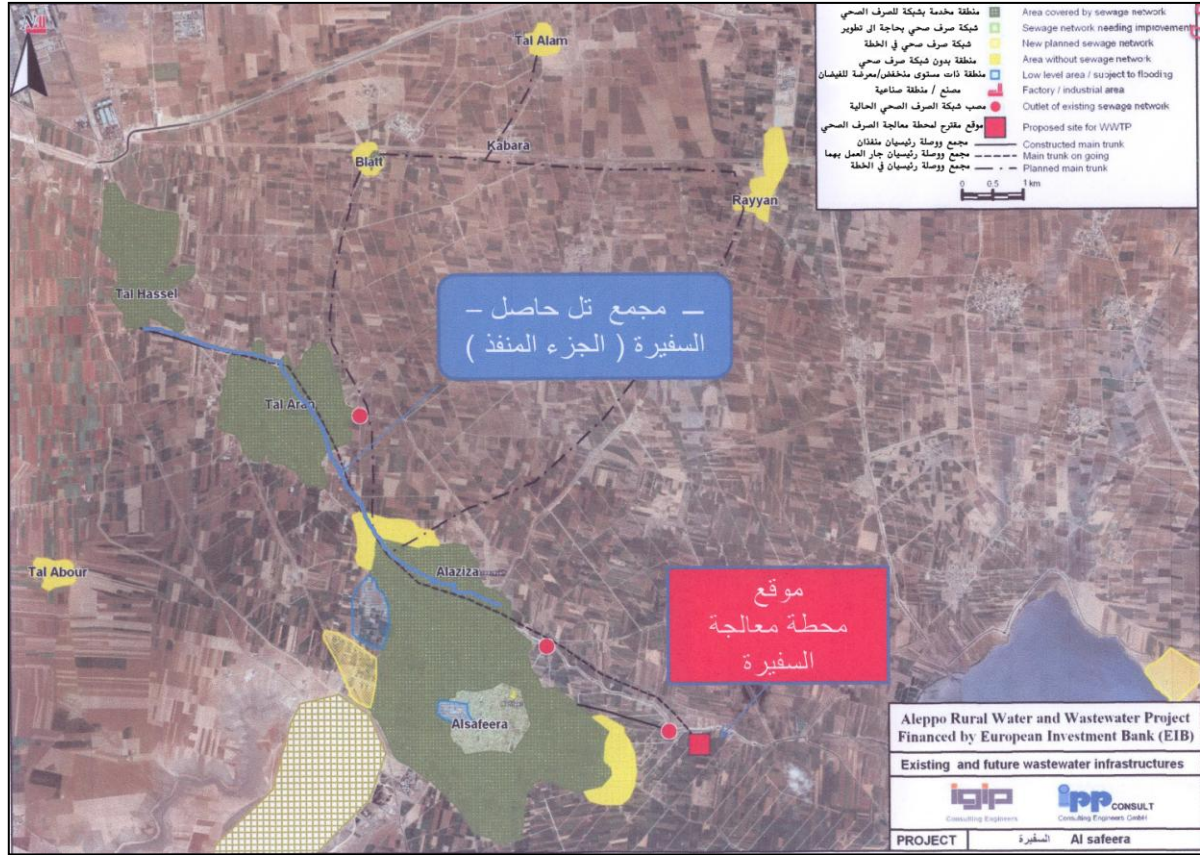 منطقة مخدمة بشبكة للصرف الصحي Area covered by sewage network
شبكة صرف صحي بحاجة الى تطوير Sewage network needing improvement
شبكة صرف صحي في الخطة New planned sewage network
منطقة بدون شبكة صرف صحي Area without sewage network
منطقة ذات مستوى منخفض/معرضة للفيضان Low level area / subject to flooding
مصنع / منطقة صناعية Factory / industrial area
مصب شبكة الصرف الصحي الحالية Outlet of existing sewage network
موقع مقترح لمحطة معالجة الصرف الصحي Proposed site for WWTP
مجمع ووصلة رئيسيان منفذان Constructed main trunk
مجمع ووصلة رئيسيان جار العمل بهما Main trunk on going
مجمع ووصلة رئيسيان في الخطة Planned main trunk
0 0.5 1 km
Tal Alam
Kabara
Blatt
Rayyan
Tal Hassel
– مجمع تل حاصل –
السفيرة ( الجزء المنفذ )
Tal Aran
Alaziza
Tal Abour
موقع
محطة معالجة
السفيرة
Alsafeera
Aleppo Rural Water and Wastewater Project
Financed by European Investment Bank (EIB)
Existing and future wastewater infrastructures
igip
Consulting Engineers
ipp CONSULT
Consulting Engineers GmbH
PROJECT السفيرة Al safeera